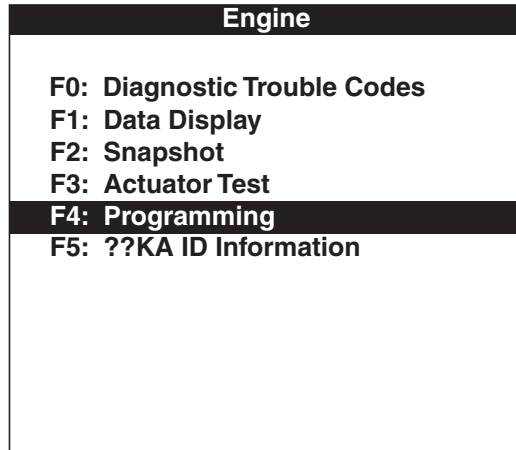 Engine
F0: Diagnostic Trouble Codes
F1: Data Display
F2: Snapshot
F3: Actuator Test
F4: Programming
F5: ??KA ID Information